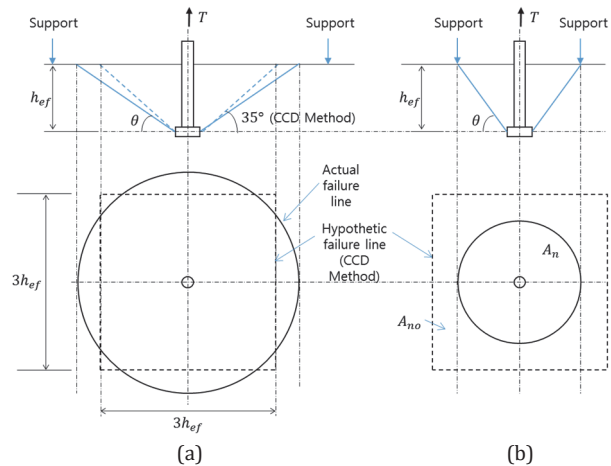 T
Support
Support
h_ef
θ
35° (CCD Method)
Actual
failure
line
Hypothetic
failure line
(CCD
Method)
3h_ef
3h_ef
(a)
T
Support
Support
h_ef
θ
A_n
A_no
(b)